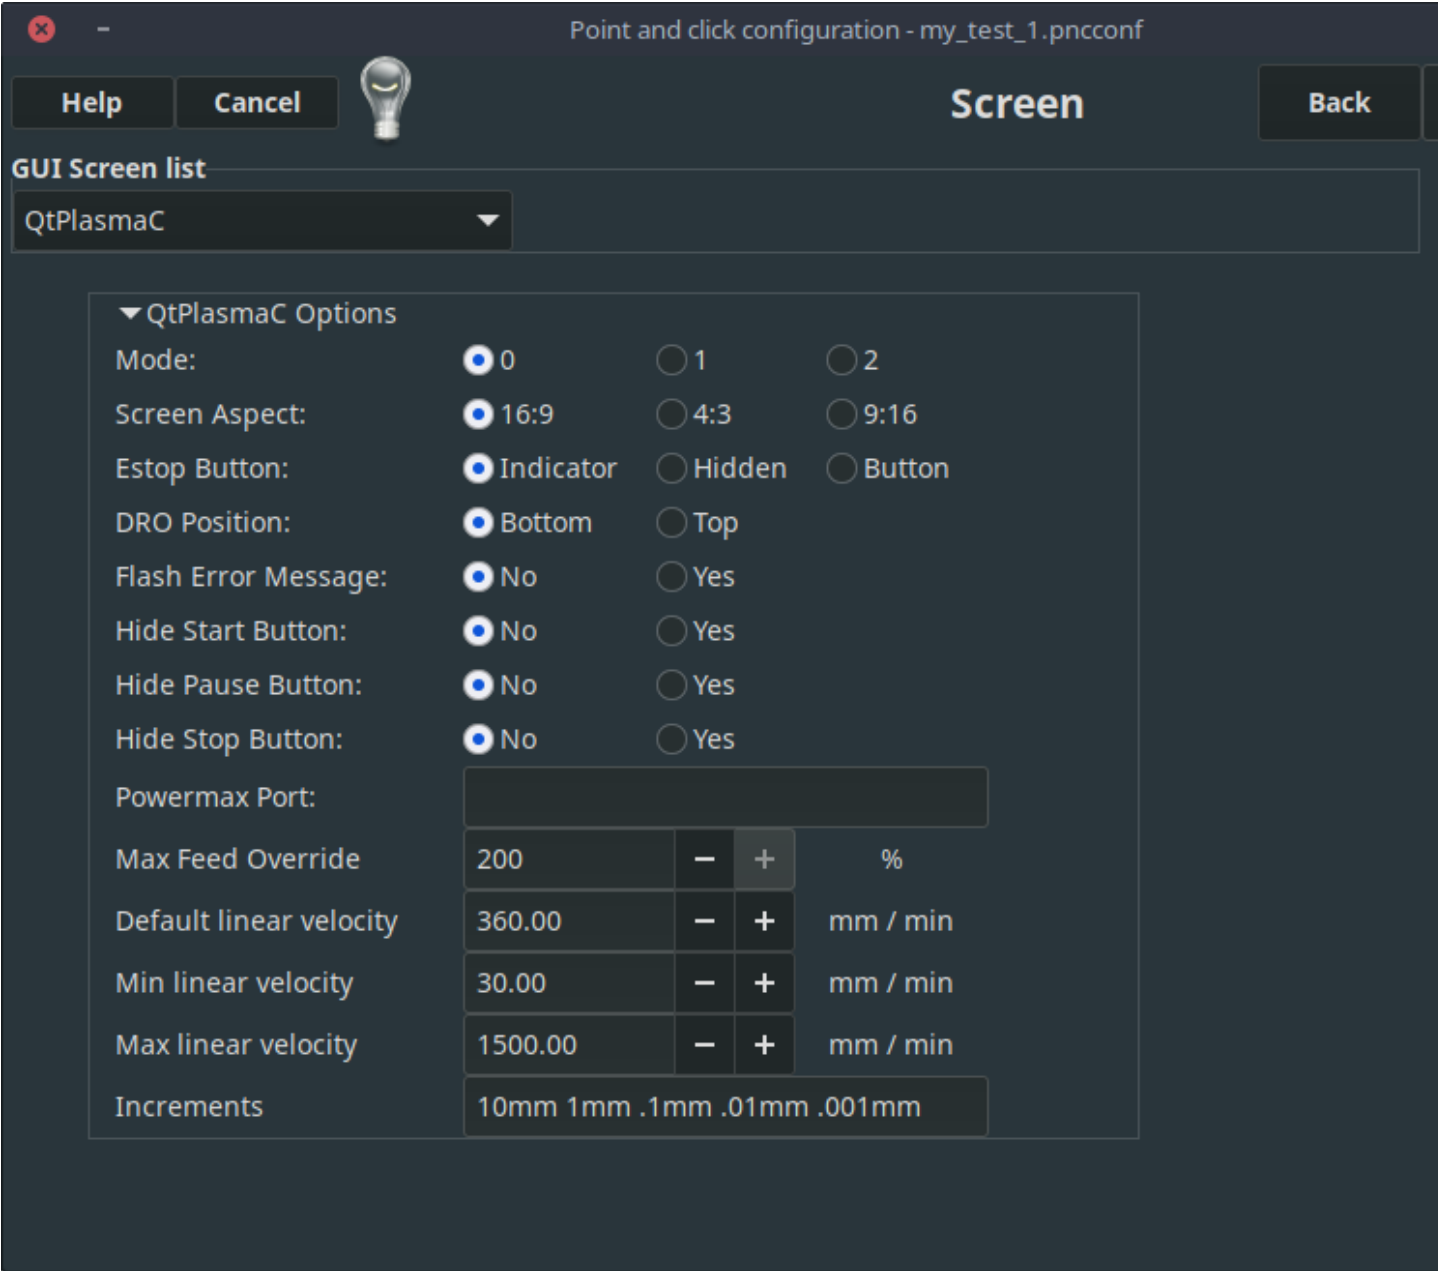 Point and click configuration - my_test_1.pncconf
Help Cancel Screen Back
GUI Screen list
QtPlasmaC
QtPlasmaC Options
Mode: 0 1 2
Screen Aspect: 16:9 4:3 9:16
Estop Button: Indicator Hidden Button
DRO Position: Bottom Top
Flash Error Message: No Yes
Hide Start Button: No Yes
Hide Pause Button: No Yes
Hide Stop Button: No Yes
Powermax Port:
Max Feed Override 200 − + %
Default linear velocity 360.00 − + mm / min
Min linear velocity 30.00 − + mm / min
Max linear velocity 1500.00 − + mm / min
Increments 10mm 1mm .1mm .01mm .001mm